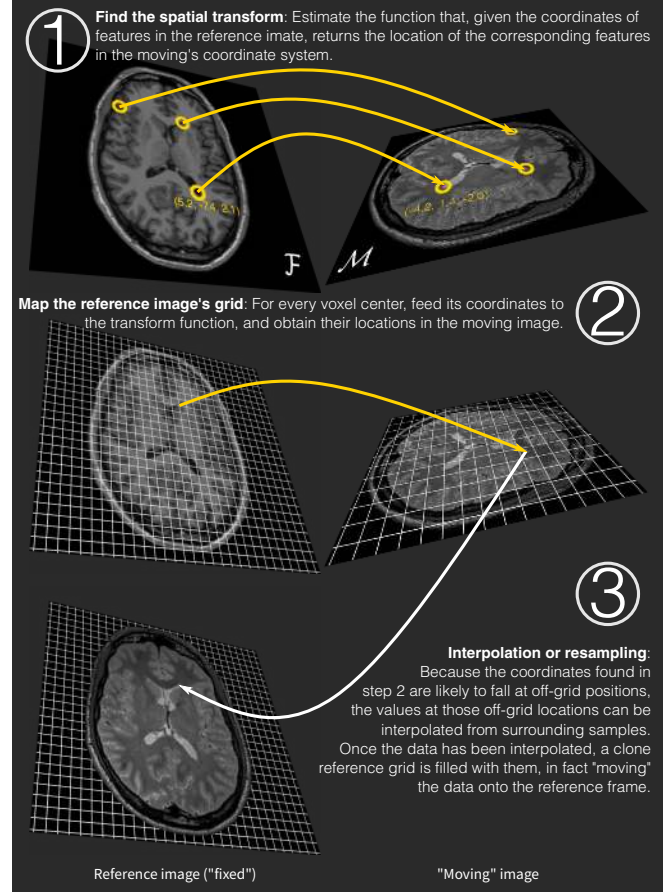 1
Find the spatial transform: Estimate the function that, given the coordinates of
features in the reference imate, returns the location of the corresponding features
in the moving's coordinate system.
(5.2, -7.4, 2.1)
F
M
Map the reference image's grid: For every voxel center, feed its coordinates to
the transform function, and obtain their locations in the moving image.
2
3
Interpolation or resampling:
Because the coordinates found in
step 2 are likely to fall at off-grid positions,
the values at those off-grid locations can be
interpolated from surrounding samples.
Once the data has been interpolated, a clone
reference grid is filled with them, in fact "moving"
the data onto the reference frame.
Reference image ("fixed")
"Moving" image